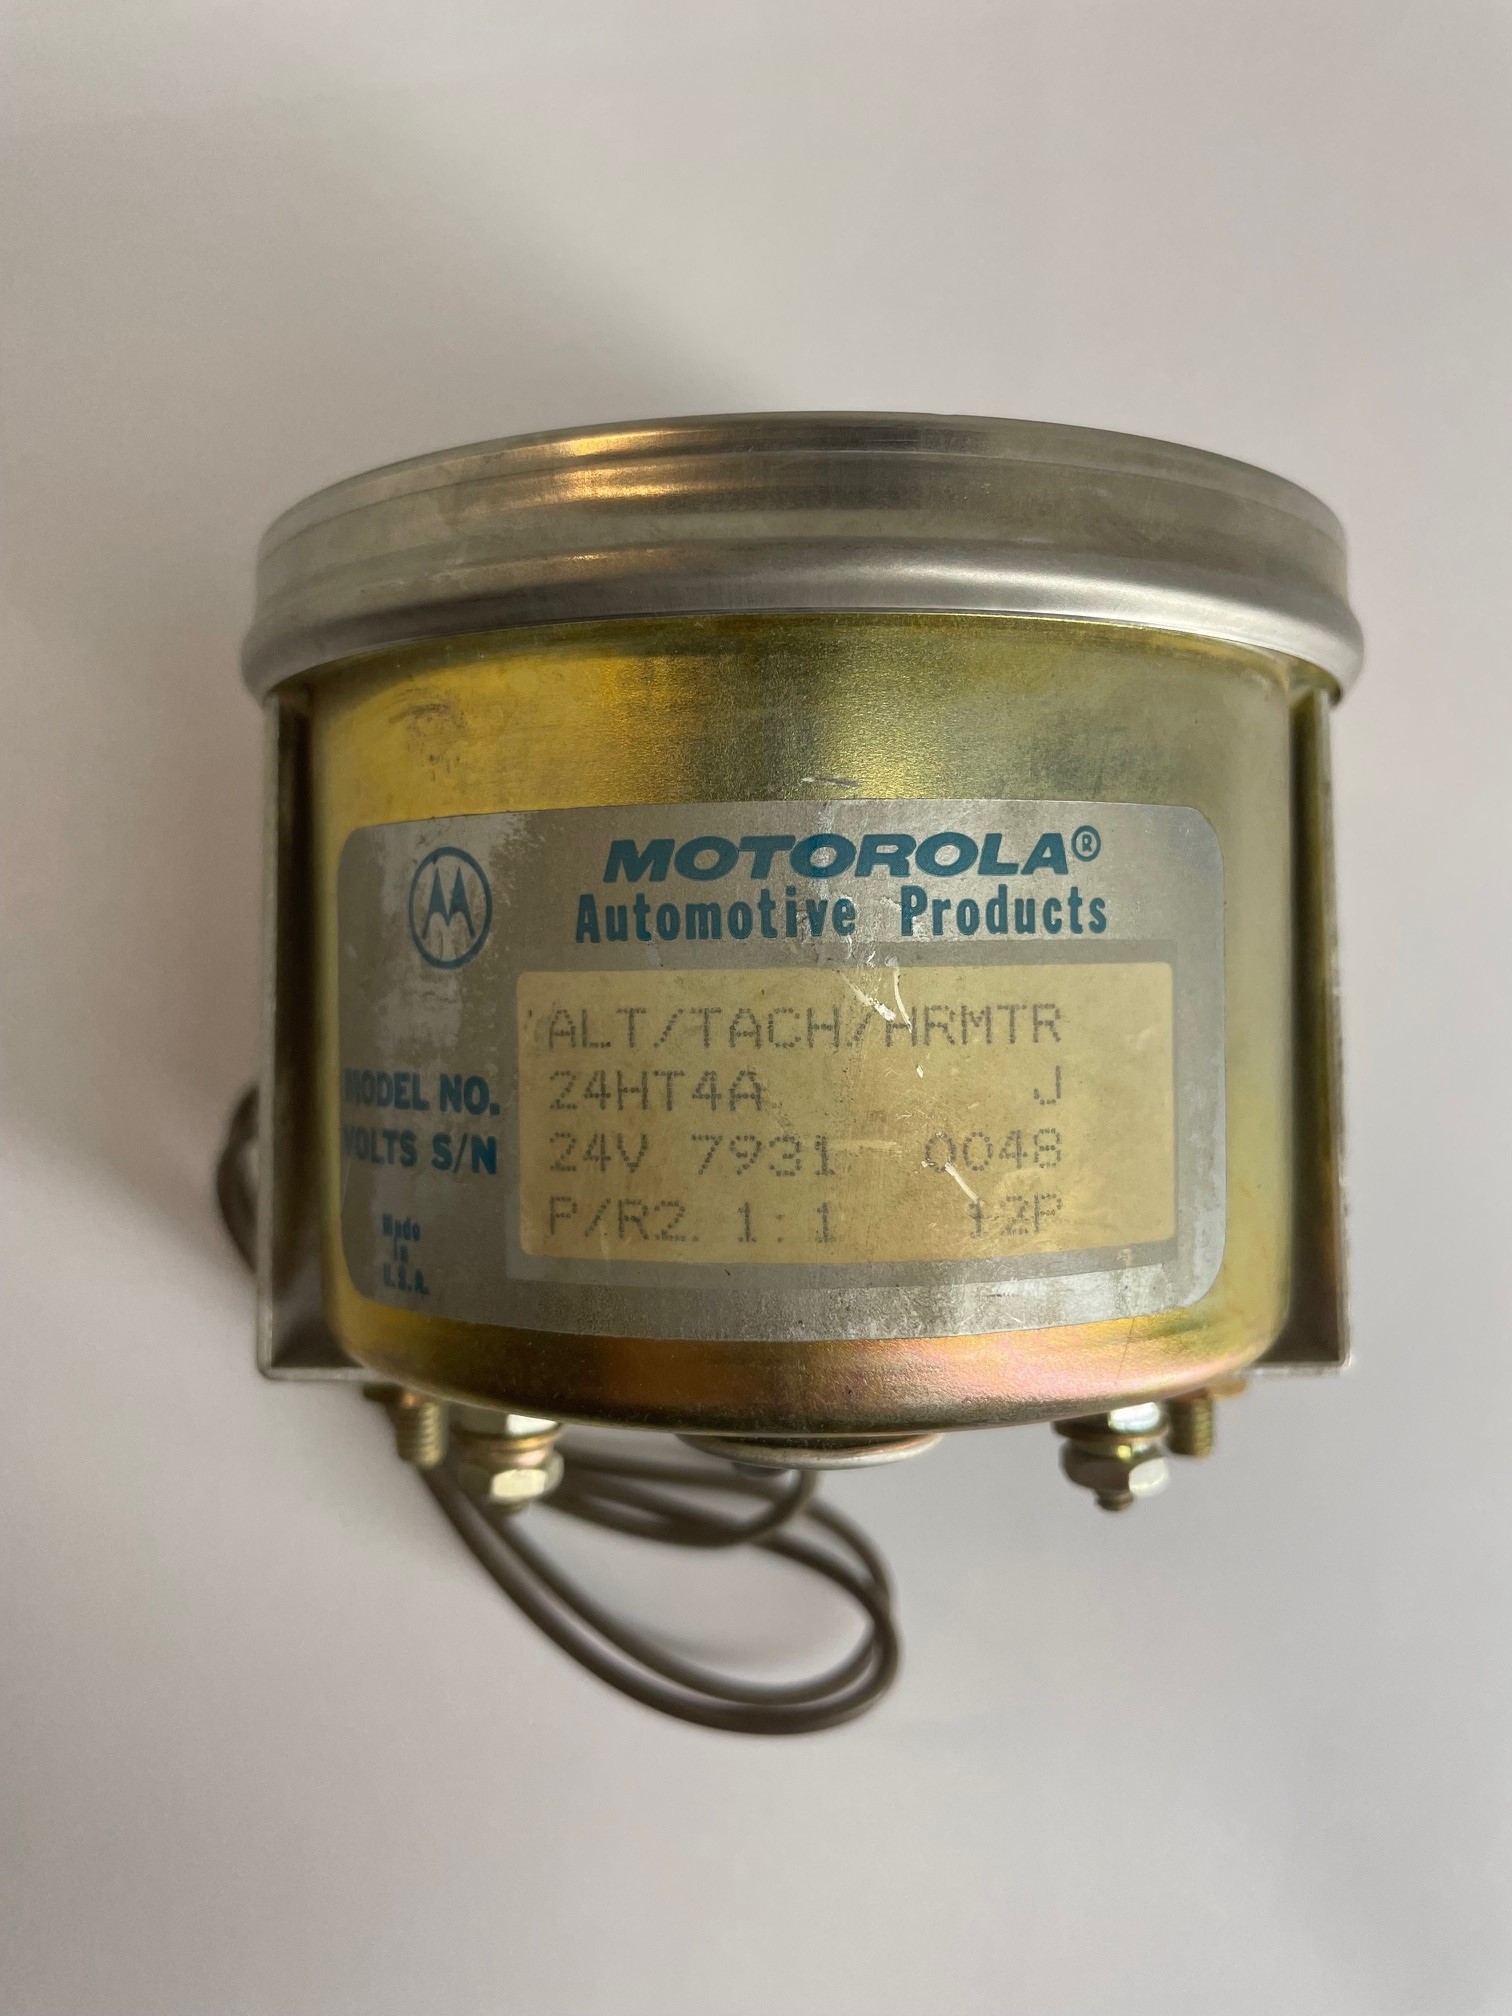 MOTOROLA®
Automotive Products
ALT/TACH/HRMTR
MODEL NO. 24HT4A J
VOLTS S/N 24V 7931 0048
P/R2. 1:1 12P
Made
in
U.S.A.